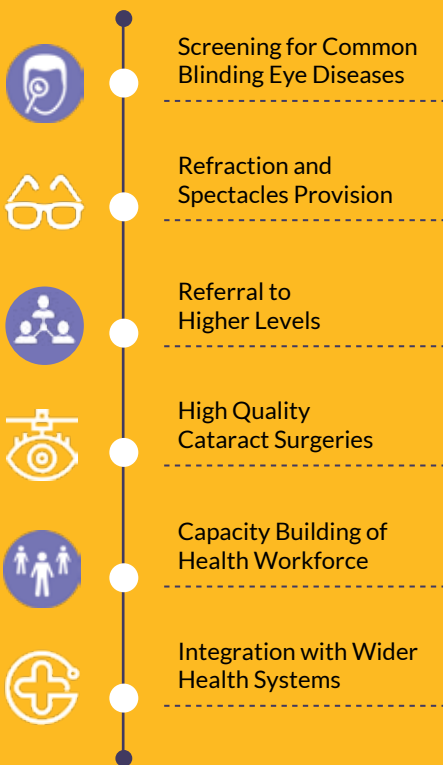 Screening for Common
Blinding Eye Diseases
Refraction and
Spectacles Provision
Referral to
Higher Levels
High Quality
Cataract Surgeries
Capacity Building of
Health Workforce
Integration with Wider
Health Systems